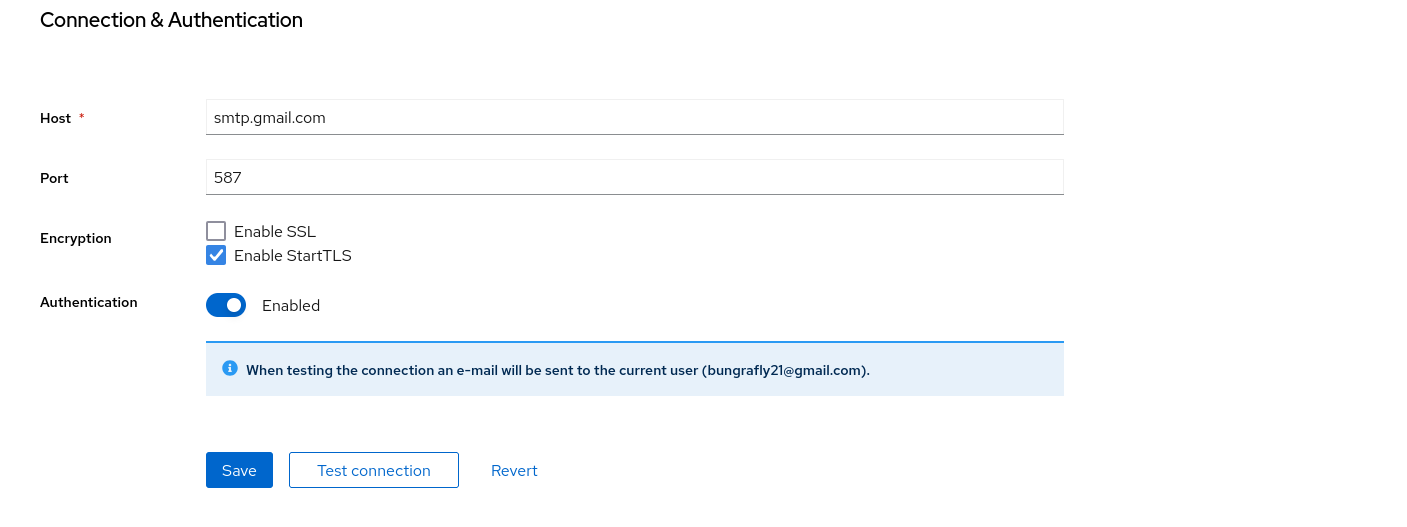 Connection & Authentication
Host *
smtp.gmail.com
Port
587
Encryption
Enable SSL
Enable StartTLS
Authentication
Enabled
When testing the connection an e-mail will be sent to the current user (bungrafly21@gmail.com).
Save
Test connection
Revert